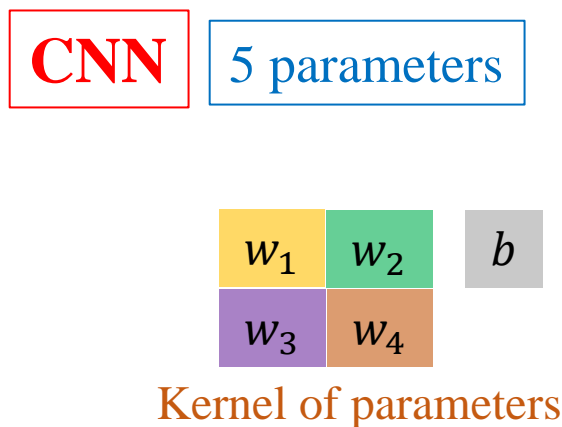 CNN 5 parameters
w₁ w₂ b
w₃ w₄
Kernel of parameters